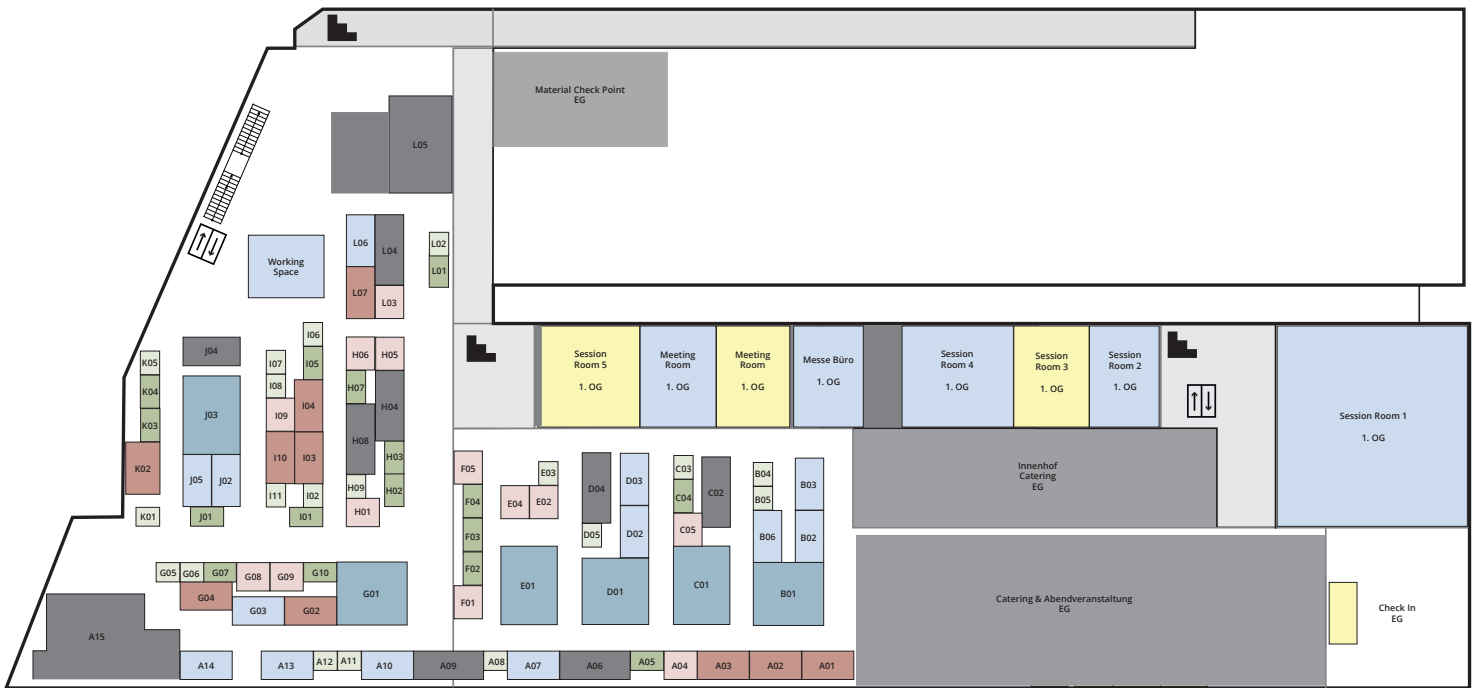 Material Check Point
EG
L05
L06
L04
L02
L01
Working
Space
L07
L03
I06
K05
J04
I07
I05
H06
H05
Session
Room 5
1. OG
Meeting
Room
1. OG
Meeting
Room
1. OG
Messe Büro
1. OG
Session
Room 4
1. OG
Session
Room 3
1. OG
Session
Room 2
1. OG
Session Room 1
1. OG
K04
I08
H07
J03
I09
I04
H04
K03
H08
K02
I10
I03
H03
J05
J02
H09
H02
I11
I02
K01
J01
I01
H01
F05
E03
D04
D03
C03
C02
B04
B03
Innenhof
Catering
EG
F04
E04
E02
C04
B05
F03
D05
D02
C05
B06
B02
F02
E01
D01
C01
B01
F01
G05
G06
G07
G08
G09
G10
G01
G04
G03
G02
Catering & Abendveranstaltung
EG
Check In
EG
A15
A14
A13
A12
A11
A10
A09
A08
A07
A06
A05
A04
A03
A02
A01